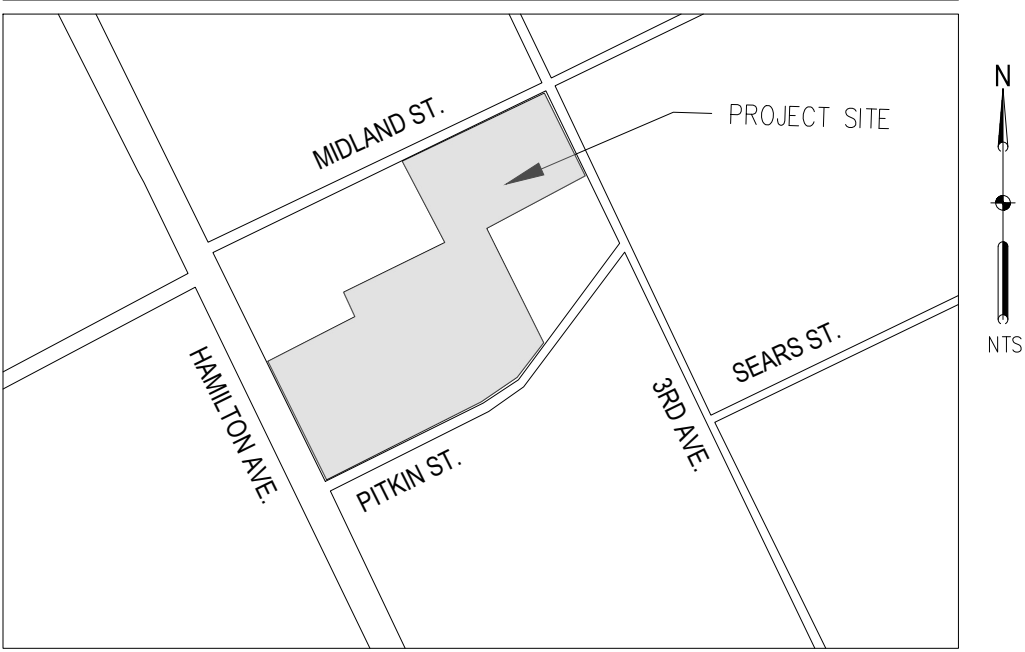 N
MIDLAND ST.
PROJECT SITE
NTS
SEARS ST.
HAMILTON AVE.
3RD AVE.
PITKIN ST.